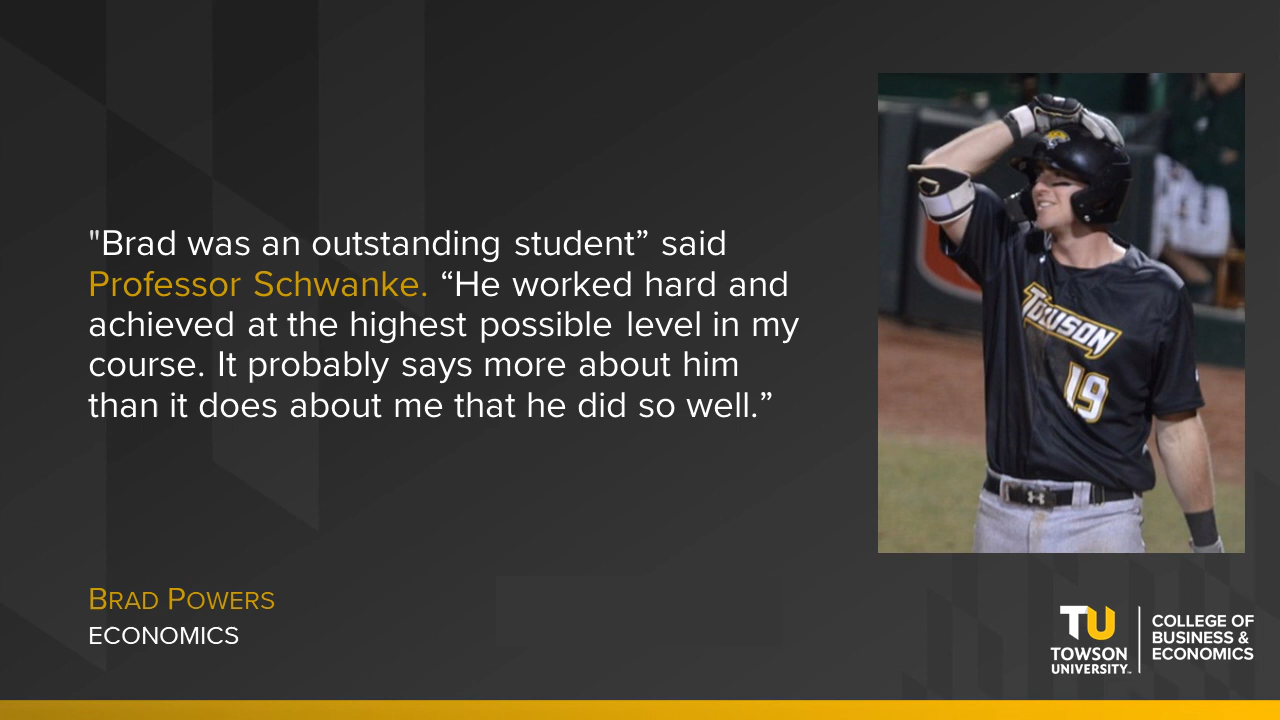 "Brad was an outstanding student” said
Professor Schwanke. “He worked hard and
achieved at the highest possible level in my
course. It probably says more about him
than it does about me that he did so well.”
BRAD POWERS
ECONOMICS
TOWSON
19
TU
TOWSON
UNIVERSITY™
COLLEGE OF
BUSINESS &
ECONOMICS